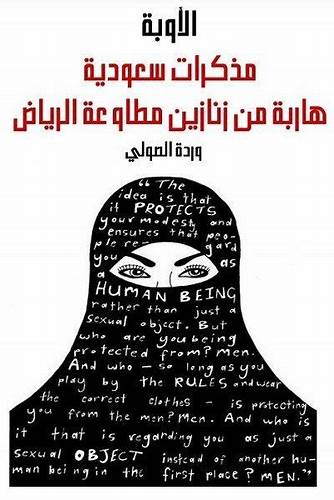 الأوبة
مذكرات سعودية
هاربة من زنازين مطاوعة الرياض
وردة الصولي
"The
idea is that
it PROTECTS
your modesty and
ensures that peo-
ple re- gard
you as
a
HUMAN BEING
rather than just a
sexual object. But
who are you being
protected from? Men.
And who – so long as you
play by the RULES and wear
the correct clothes – is protecting
you from the men? Men. And who is
it that is regarding you as just a
sexual OBJECT instead of another hu-
man being in the first place? MEN."